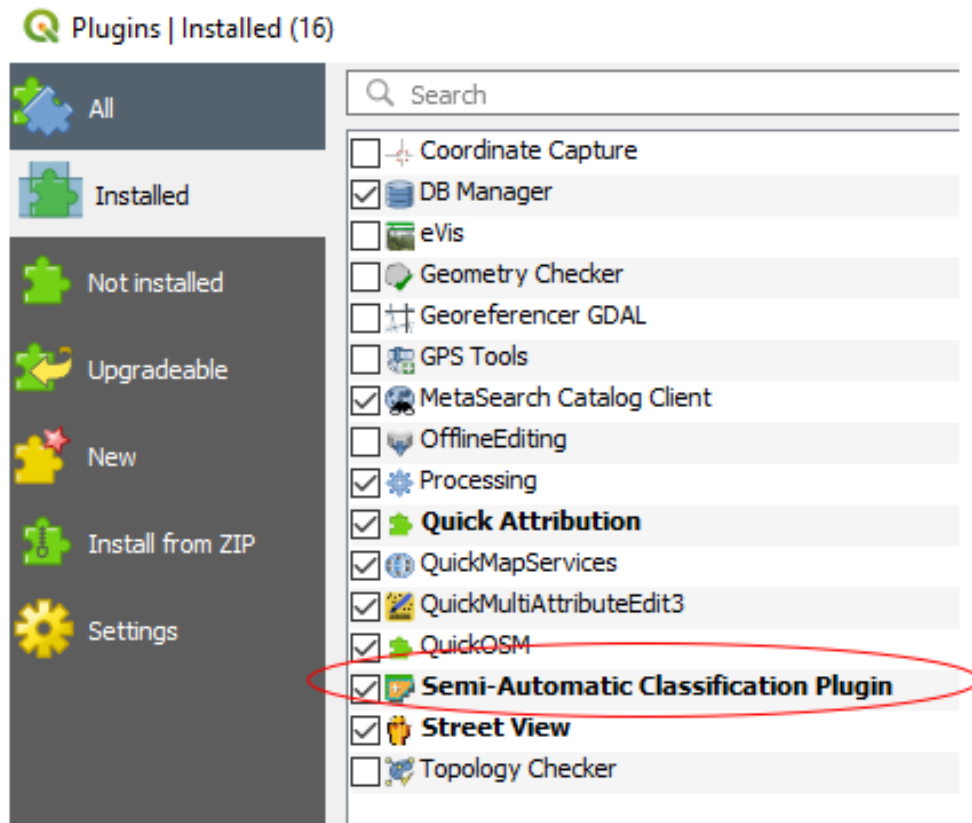 Plugins | Installed (16)
All
Installed
Not installed
Upgradeable
New
Install from ZIP
Settings
Search
Coordinate Capture
DB Manager
eVis
Geometry Checker
Georeferencer GDAL
GPS Tools
MetaSearch Catalog Client
OfflineEditing
Processing
Quick Attribution
QuickMapServices
QuickMultiAttributeEdit3
QuickOSM
Semi-Automatic Classification Plugin
Street View
Topology Checker